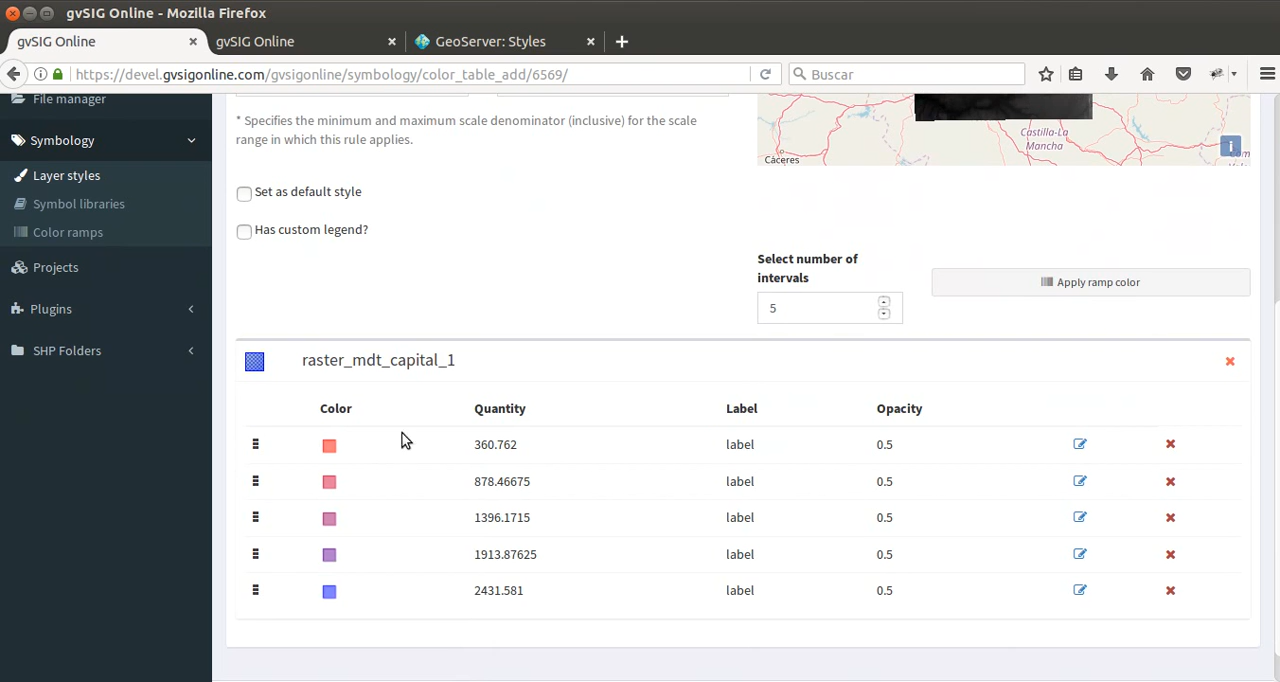 gvSIG Online - Mozilla Firefox
gvSIG Online
gvSIG Online
GeoServer: Styles
https://devel.gvsigonline.com/gvsigonline/symbology/color_table_add/6569/
Buscar
File manager
Symbology
Layer styles
Symbol libraries
Color ramps
Projects
Plugins
SHP Folders
* Specifies the minimum and maximum scale denominator (inclusive) for the scale
range in which this rule applies.
Set as default style
Has custom legend?
Castilla-La
Mancha
Cáceres
i
Select number of
intervals
5
Apply ramp color
raster_mdt_capital_1
Color Quantity Label Opacity
360.762 label 0.5
878.46675 label 0.5
1396.1715 label 0.5
1913.87625 label 0.5
2431.581 label 0.5